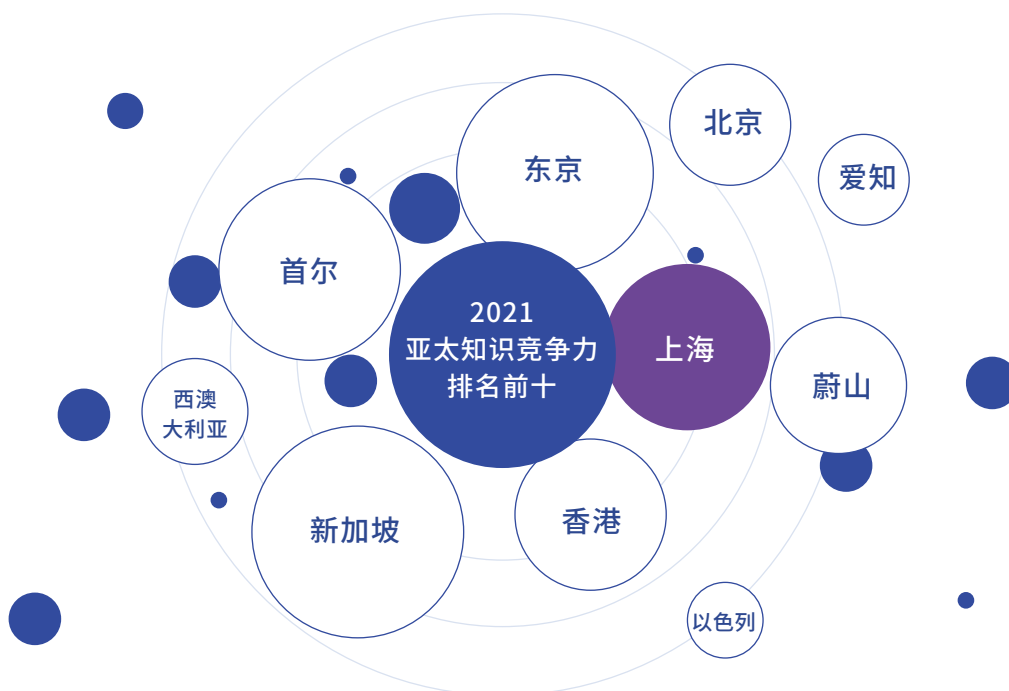 北京
东京
爱知
首尔
2021
亚太知识竞争力
排名前十
上海
蔚山
西澳
大利亚
新加坡
香港
以色列